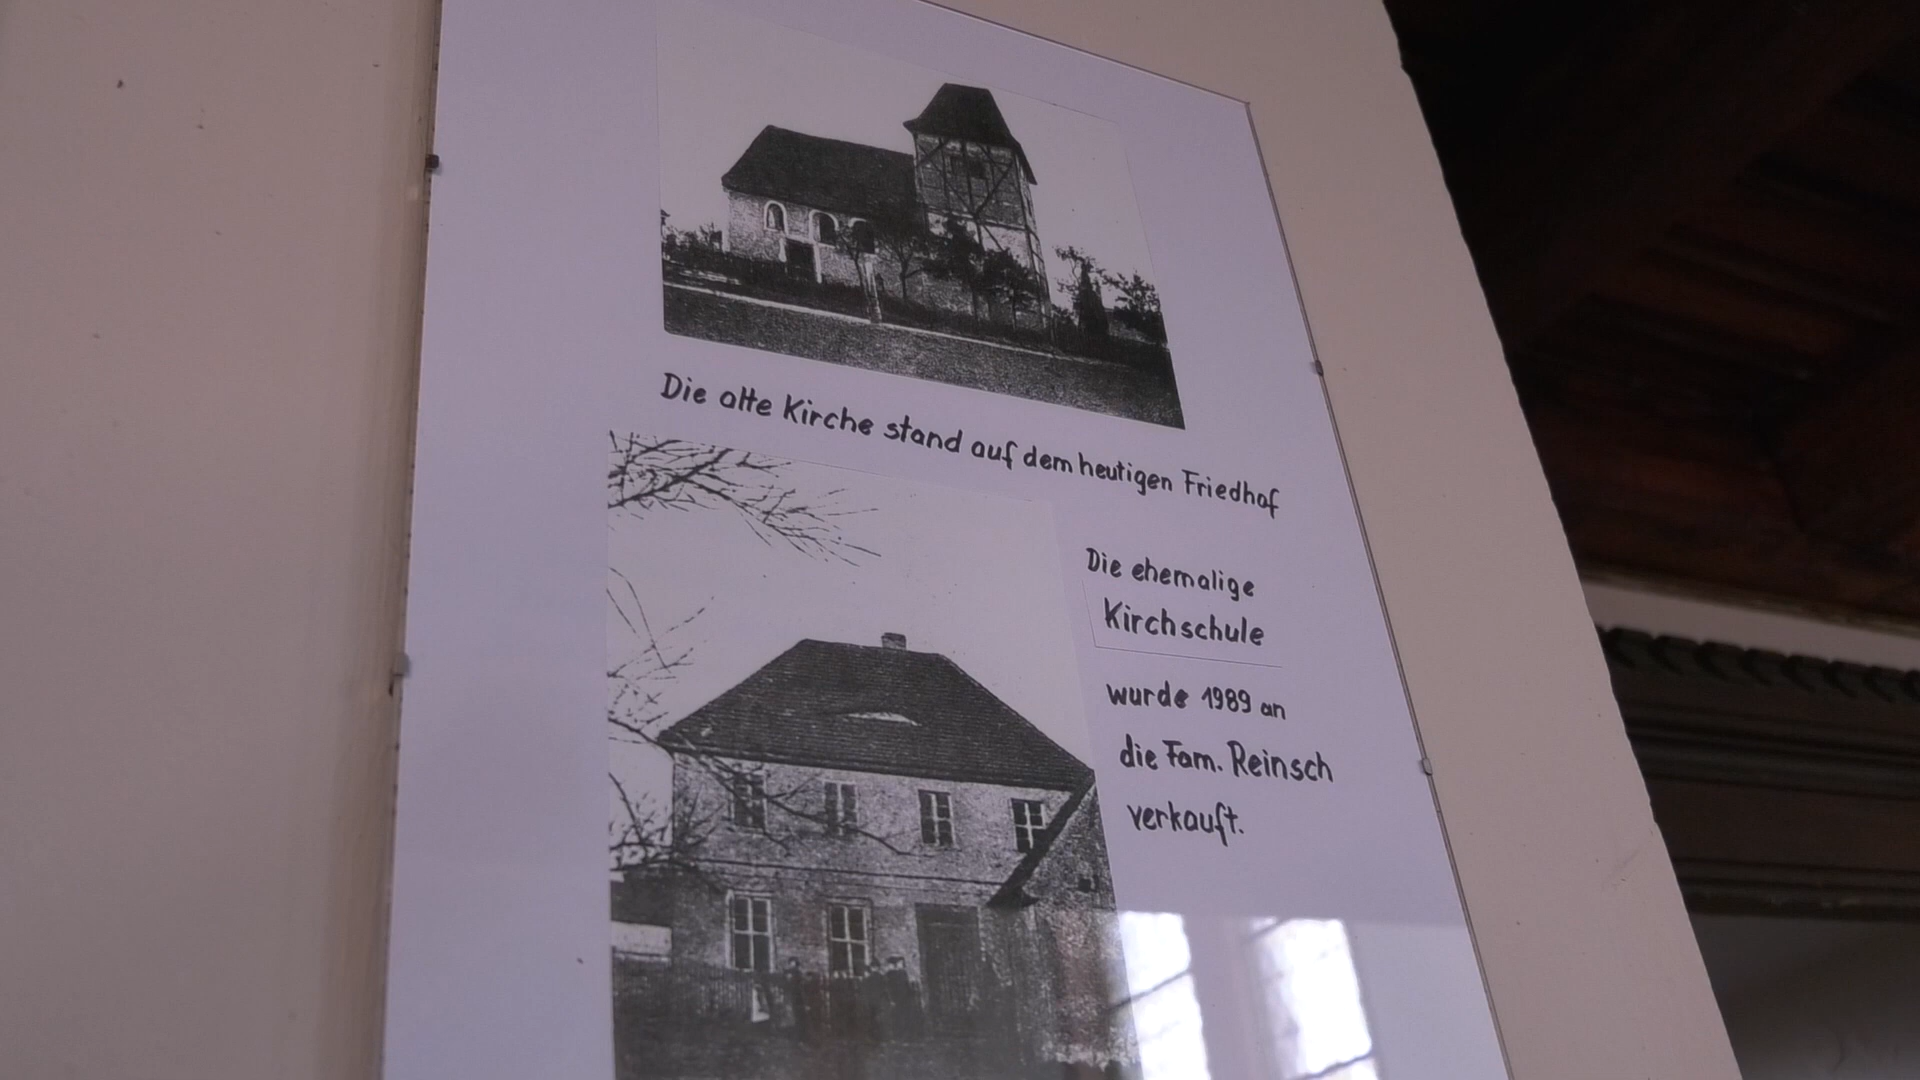 Die alte Kirche stand auf dem heutigen Friedhof
Die ehemalige
Kirchschule
wurde 1989 an
die Fam. Reinsch
verkauft.